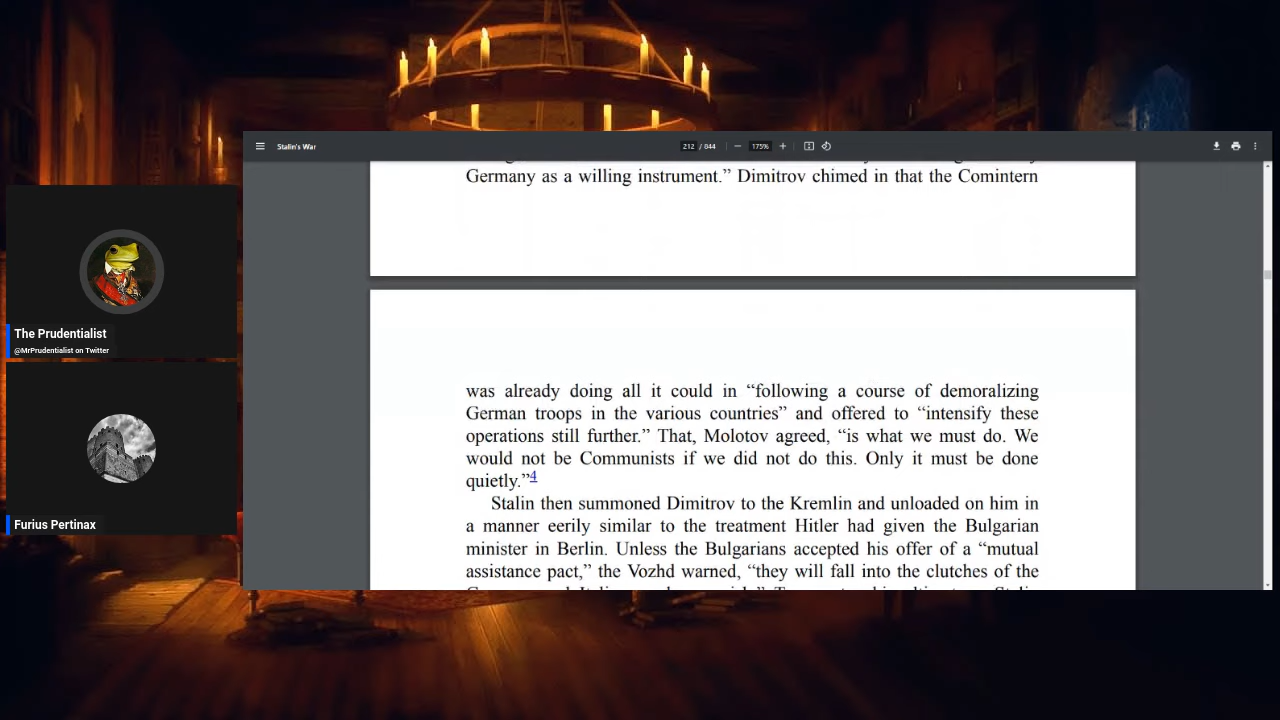 Stalin's War
212 / 844
175%
Germany as a willing instrument.” Dimitrov chimed in that the Comintern
was already doing all it could in “following a course of demoralizing
German troops in the various countries” and offered to “intensify these
operations still further.” That, Molotov agreed, “is what we must do. We
would not be Communists if we did not do this. Only it must be done
quietly.”4
Stalin then summoned Dimitrov to the Kremlin and unloaded on him in
a manner eerily similar to the treatment Hitler had given the Bulgarian
minister in Berlin. Unless the Bulgarians accepted his offer of a “mutual
assistance pact,” the Vozhd warned, “they will fall into the clutches of the
The Prudentialist
@MrPrudentialist on Twitter
Furius Pertinax